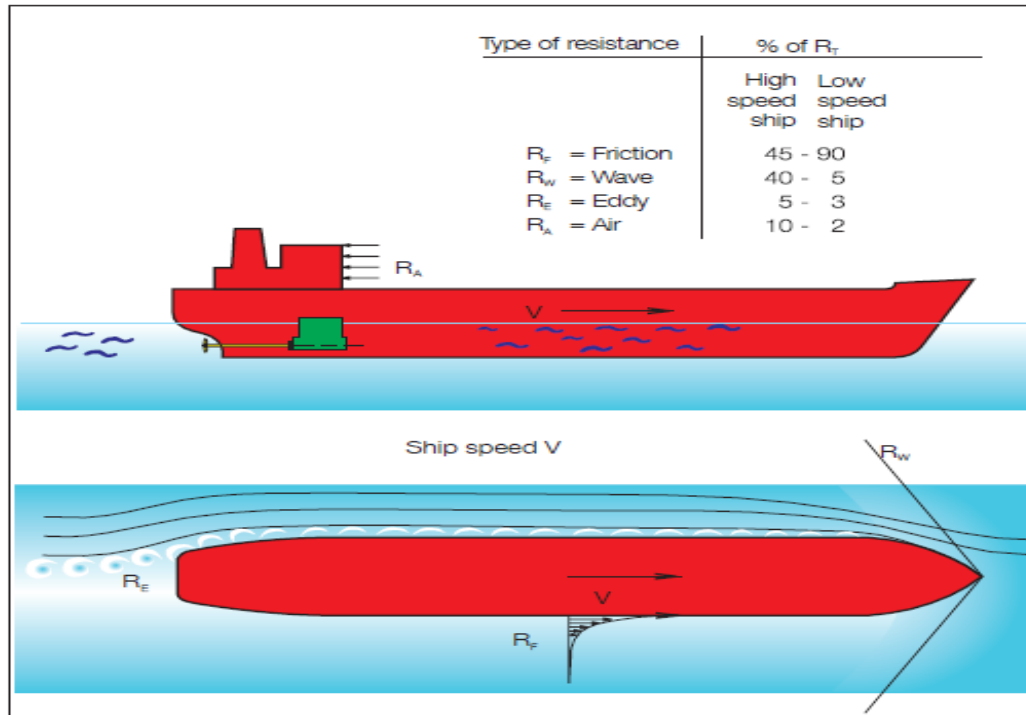 Type of resistance % of R_T
High Low
speed speed
ship ship
R_F = Friction 45 - 90
R_W = Wave 40 - 5
R_E = Eddy 5 - 3
R_A = Air 10 - 2
R_A
V
Ship speed V
R_W
R_E
V
R_F